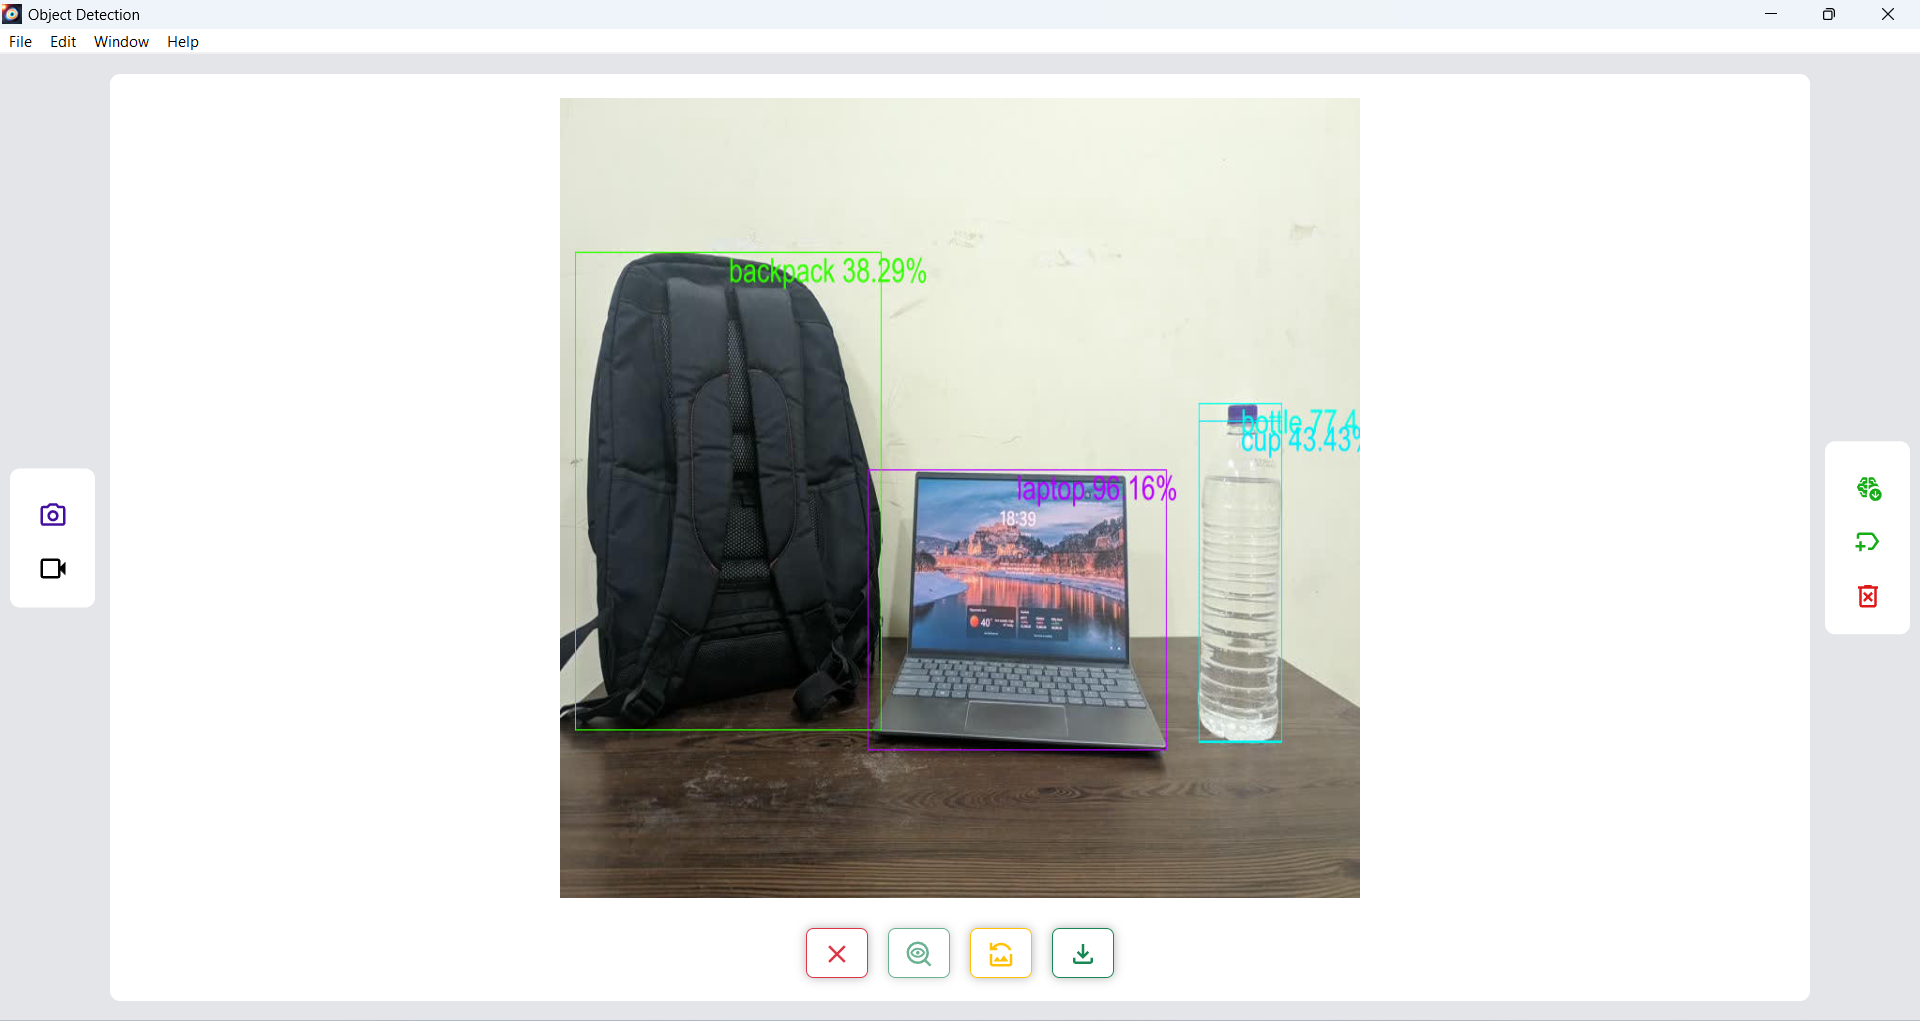 Object Detection
File Edit Window Help
backpack 38.29%
bottle 77.4
cup 43.43%
laptop 96.16%
18:39
40°